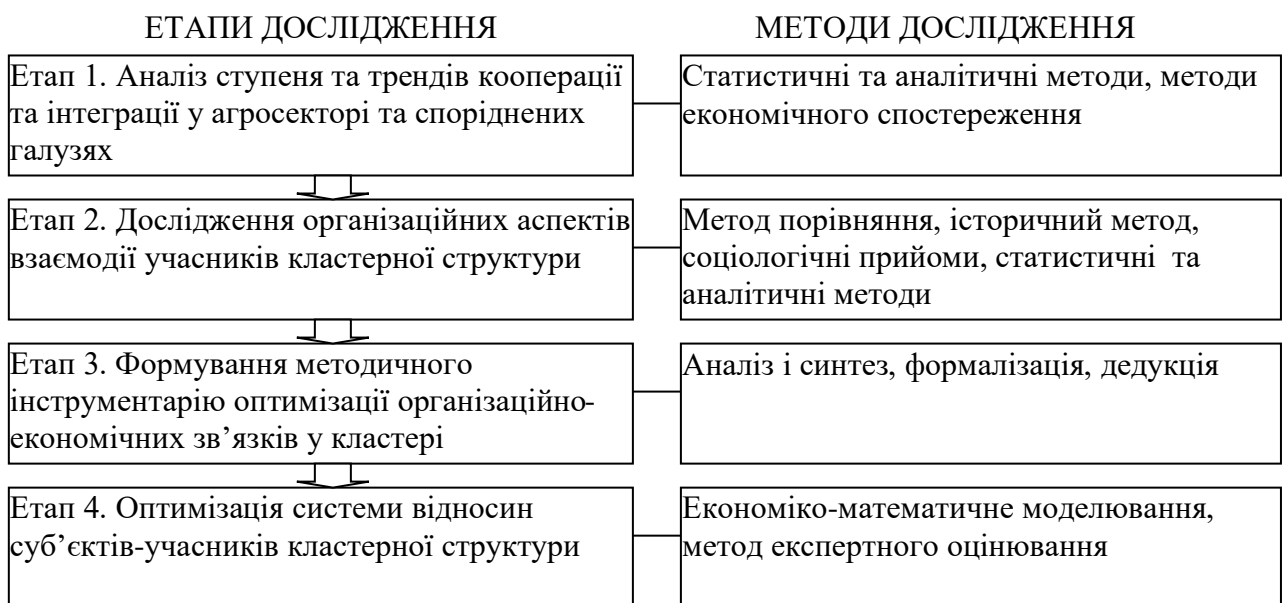 ЕТАПИ ДОСЛІДЖЕННЯ
МЕТОДИ ДОСЛІДЖЕННЯ
Етап 1. Аналіз ступеня та трендів кооперації
та інтеграції у агросекторі та споріднених
галузях
Статистичні та аналітичні методи, методи
економічного спостереження
Етап 2. Дослідження організаційних аспектів
взаємодії учасників кластерної структури
Метод порівняння, історичний метод,
соціологічні прийоми, статистичні та
аналітичні методи
Етап 3. Формування методичного
інструментарію оптимізації організаційно-
економічних зв’язків у кластері
Аналіз і синтез, формалізація, дедукція
Етап 4. Оптимізація системи відносин
суб’єктів-учасників кластерної структури
Економіко-математичне моделювання,
метод експертного оцінювання